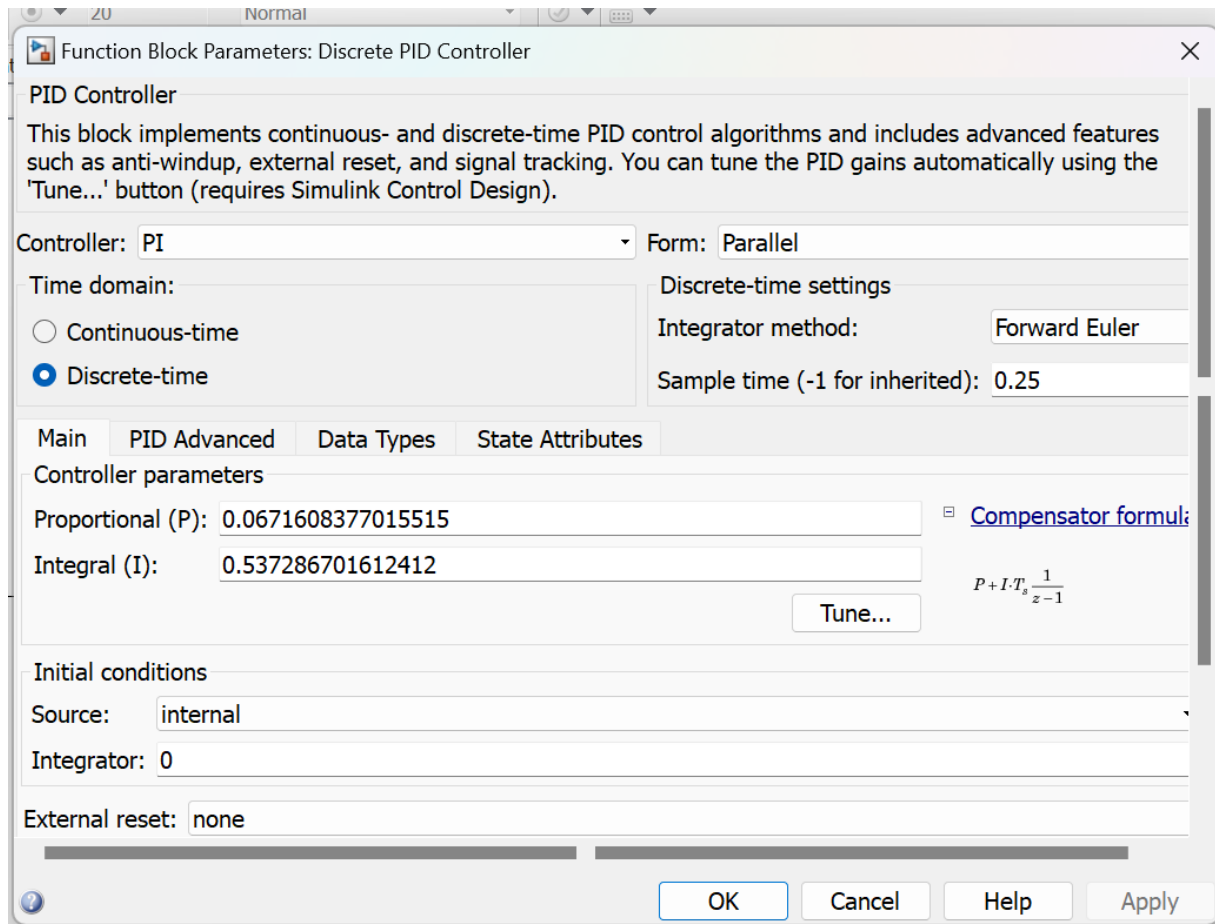 20 Normal
Function Block Parameters: Discrete PID Controller
PID Controller
This block implements continuous- and discrete-time PID control algorithms and includes advanced features
such as anti-windup, external reset, and signal tracking. You can tune the PID gains automatically using the
'Tune...' button (requires Simulink Control Design).
Controller: PI Form: Parallel
Time domain: Discrete-time settings
Continuous-time Integrator method: Forward Euler
Discrete-time Sample time (-1 for inherited): 0.25
Main PID Advanced Data Types State Attributes
Controller parameters
Proportional (P): 0.0671608377015515 Compensator formula
Integral (I): 0.537286701612412 P+I·Tₛ 1/(z−1)
Tune...
Initial conditions
Source: internal
Integrator: 0
External reset: none
OK Cancel Help Apply